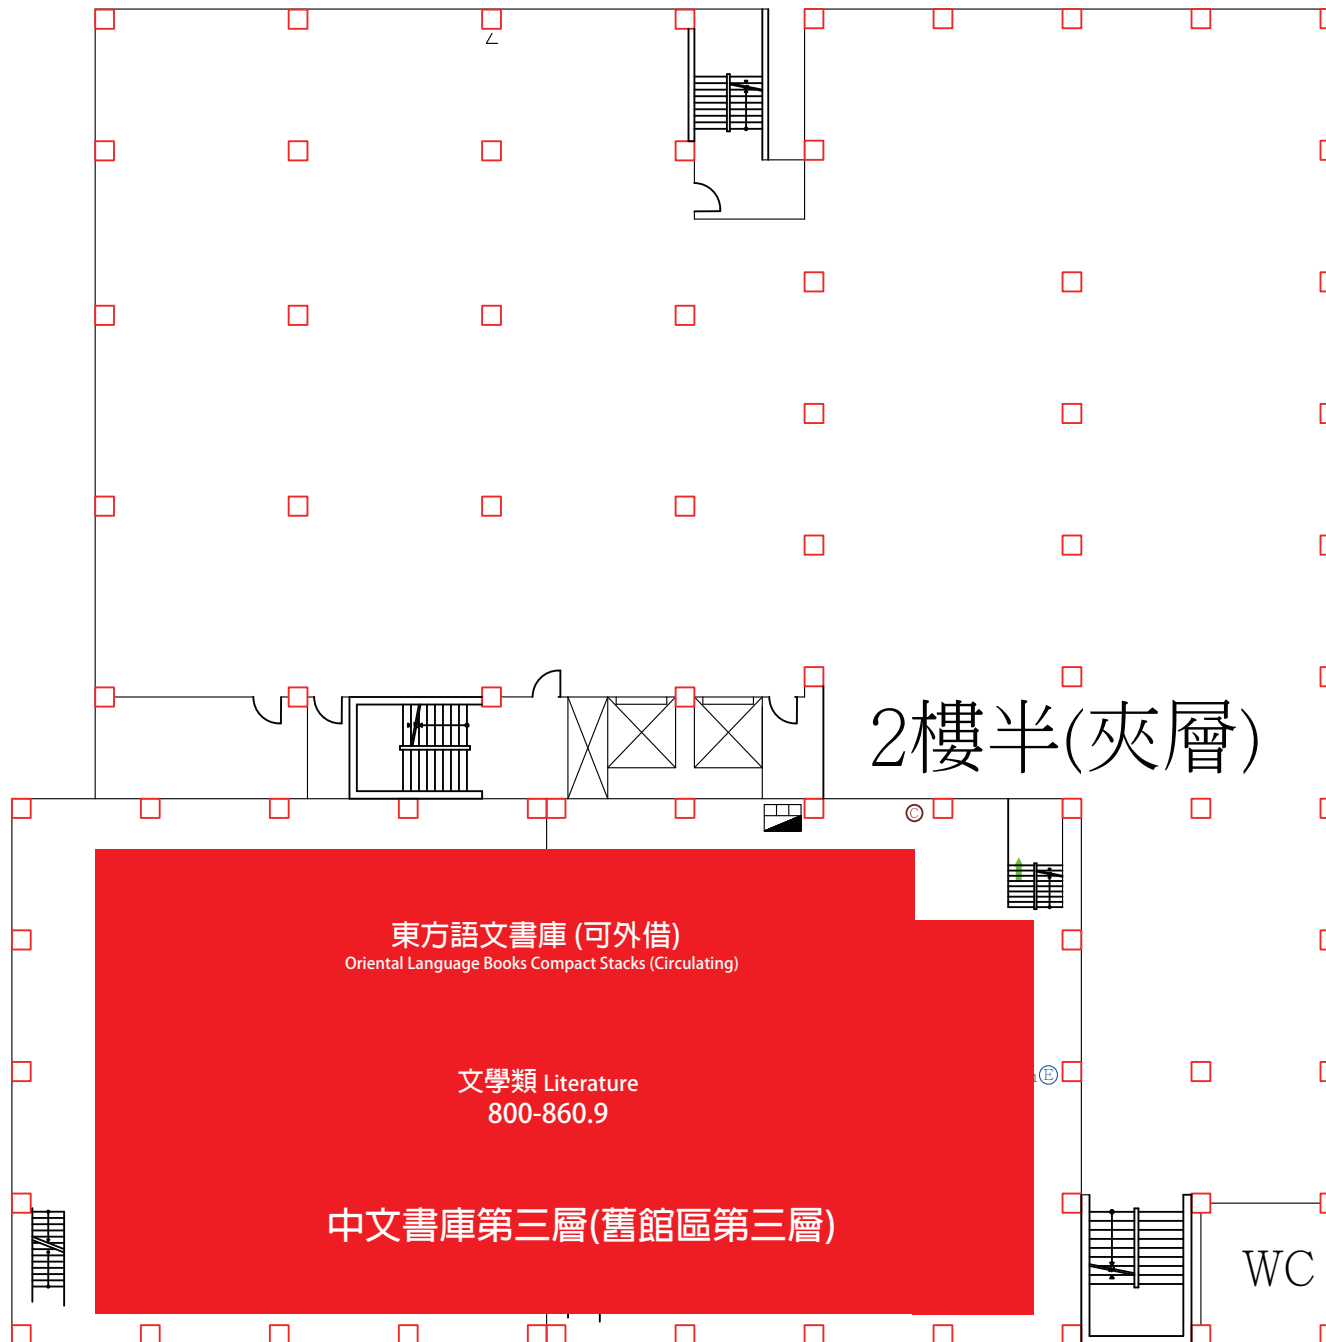 2樓半(夾層)
C
東方語文書庫 (可外借)
Oriental Language Books Compact Stacks (Circulating)
E
文學類 Literature
800-860.9
中文書庫第三層(舊館區第三層)
WC